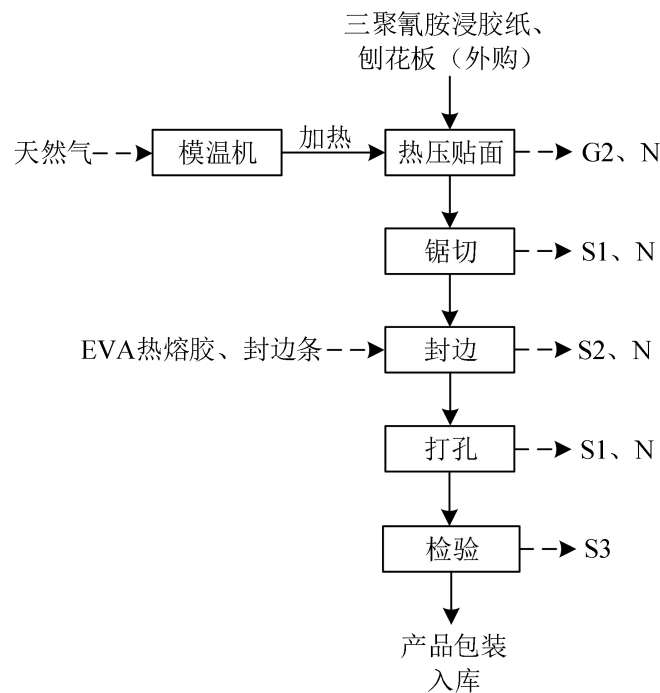 三聚氰胺浸胶纸、
刨花板（外购）
天然气
模温机
加热
热压贴面
G2、N
锯切
S1、N
EVA热熔胶、封边条
封边
S2、N
打孔
S1、N
检验
S3
产品包装
入库